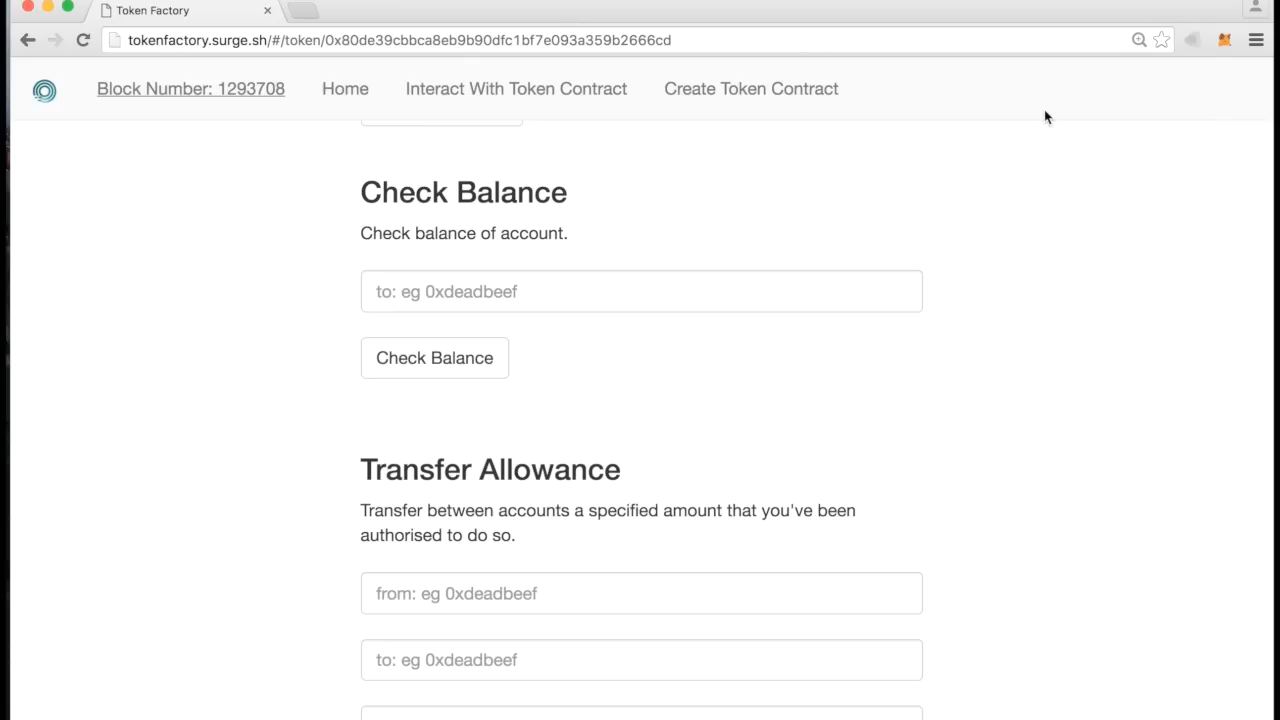 Token Factory
tokenfactory.surge.sh/#/token/0x80de39cbbca8eb9b90dfc1bf7e093a359b2666cd
Block Number: 1293708 Home Interact With Token Contract Create Token Contract
Check Balance
Check balance of account.
to: eg 0xdeadbeef
Check Balance
Transfer Allowance
Transfer between accounts a specified amount that you've been
authorised to do so.
from: eg 0xdeadbeef
to: eg 0xdeadbeef